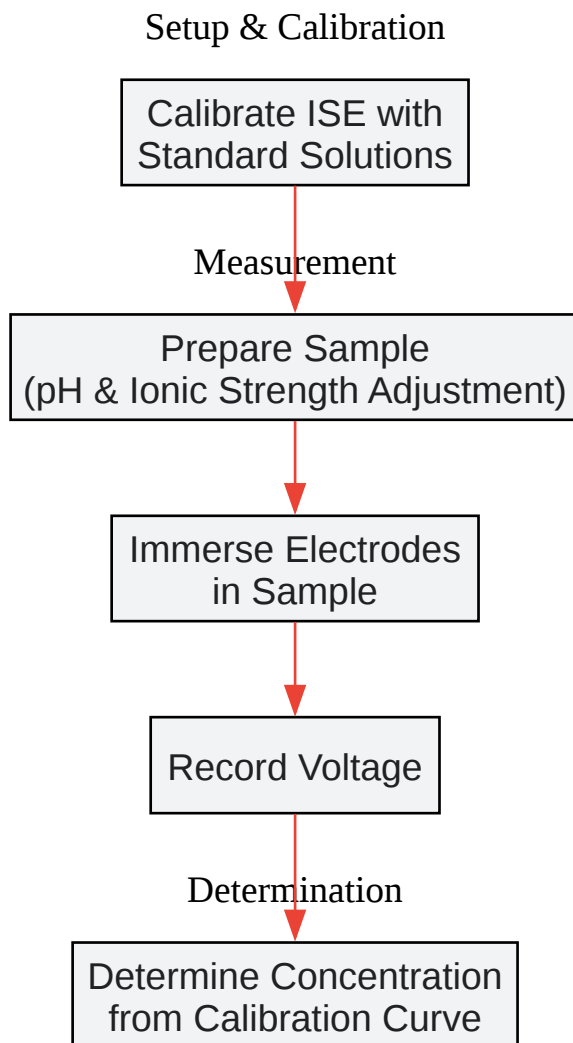 Setup & Calibration
Calibrate ISE with
Standard Solutions
Measurement
Prepare Sample
(pH & Ionic Strength Adjustment)
Immerse Electrodes
in Sample
Record Voltage
Determination
Determine Concentration
from Calibration Curve